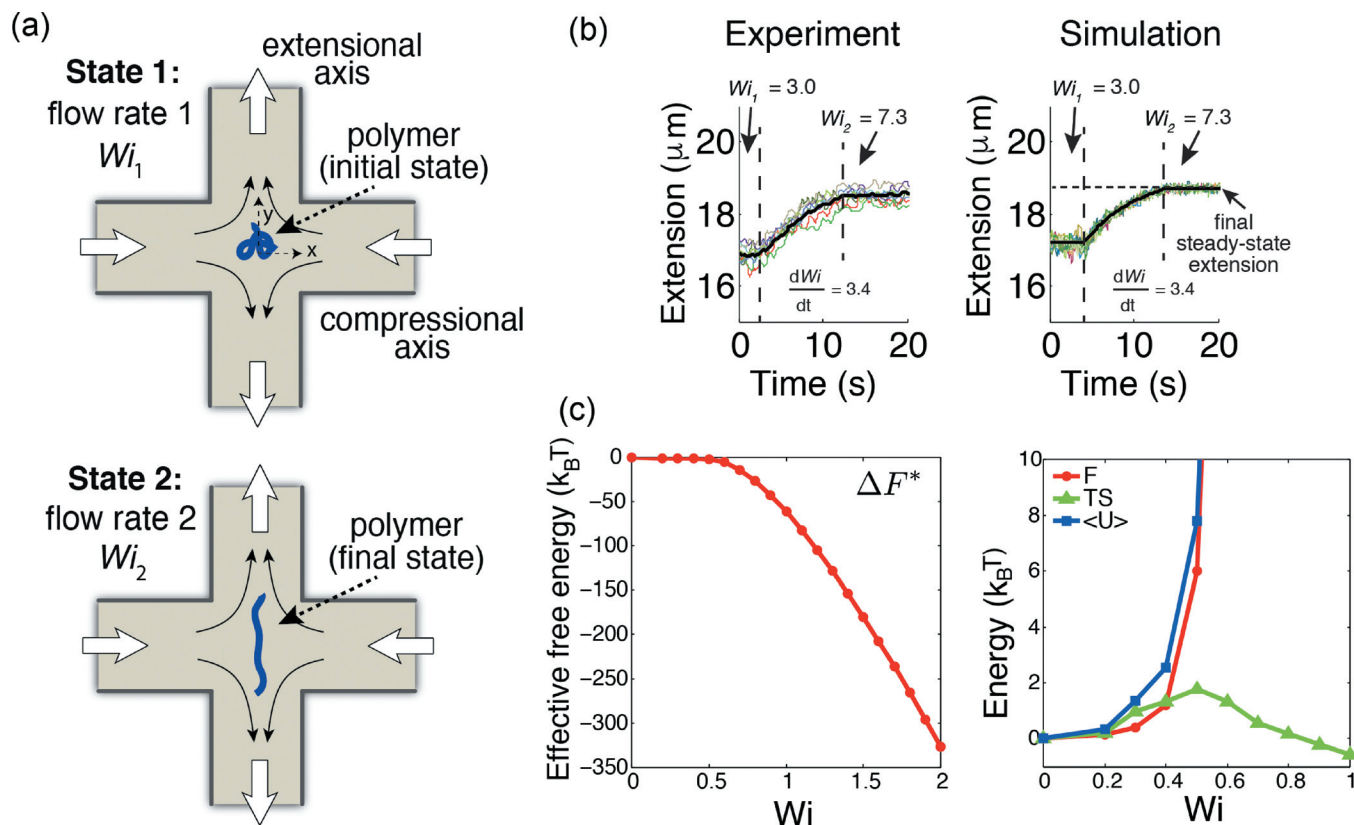 (a)
State 1:
flow rate 1
Wi₁
extensional
axis
polymer
(initial state)
y
x
compressional
axis
State 2:
flow rate 2
Wi₂
polymer
(final state)
(b)
Experiment
Wi₁ = 3.0
Wi₂ = 7.3
Extension (μm)
20
18
16
dWi/dt = 3.4
0 10 20
Time (s)
Simulation
Wi₁ = 3.0
Wi₂ = 7.3
Extension (μm)
20
18
16
final
steady-state
extension
dWi/dt = 3.4
0 10 20
Time (s)
(c)
Effective free energy (k_BT)
0
−50
−100
−150
−200
−250
−300
−350
ΔF*
0 0.5 1 1.5 2
Wi
Energy (k_BT)
10
8
6
4
2
0
F
TS
<U>
0 0.2 0.4 0.6 0.8 1
Wi